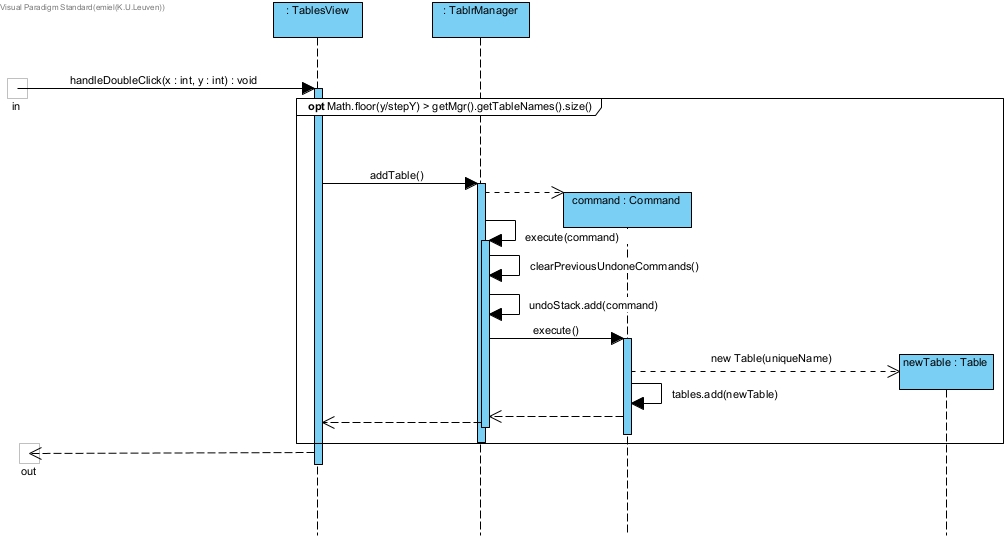 Visual Paradigm Standard(emiel(K.U.Leuven))
: TablesView
: TablrManager
handleDoubleClick(x : int, y : int) : void
in
opt Math.floor(y/stepY) > getMgr().getTableNames().size()
addTable()
command : Command
execute(command)
clearPreviousUndoneCommands()
undoStack.add(command)
execute()
new Table(uniqueName)
newTable : Table
tables.add(newTable)
out